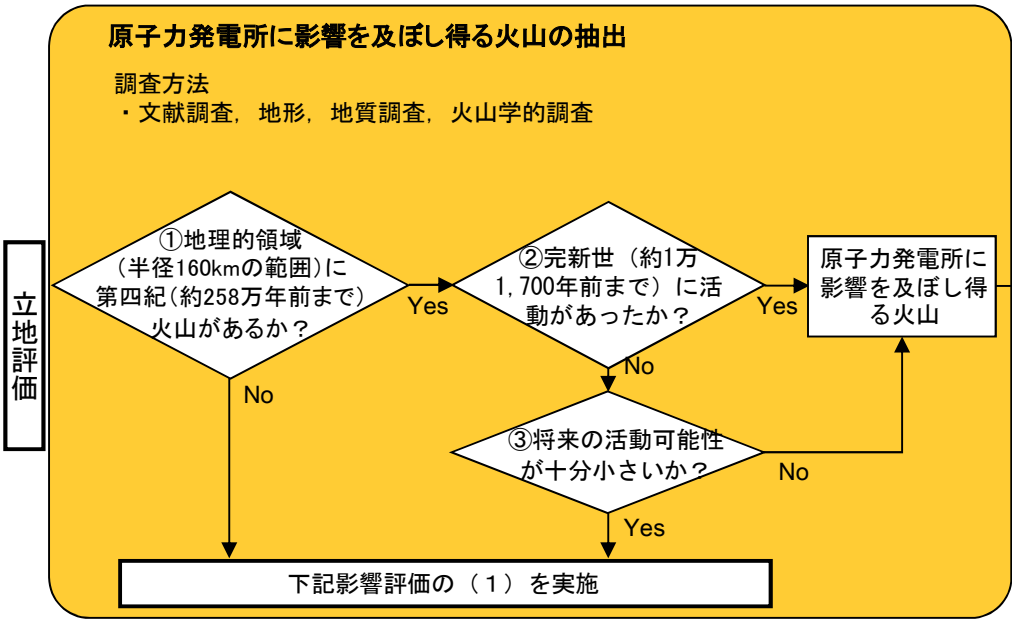 原子力発電所に影響を及ぼし得る火山の抽出
調査方法
・文献調査，地形，地質調査，火山学的調査
立地評価
①地理的領域
（半径160kmの範囲）に
第四紀（約258万年前まで）
火山があるか？
Yes
No
②完新世（約1万
1,700年前まで）に活
動があったか？
Yes
No
原子力発電所に
影響を及ぼし得
る火山
③将来の活動可能性
が十分小さいか？
No
Yes
下記影響評価の（１）を実施